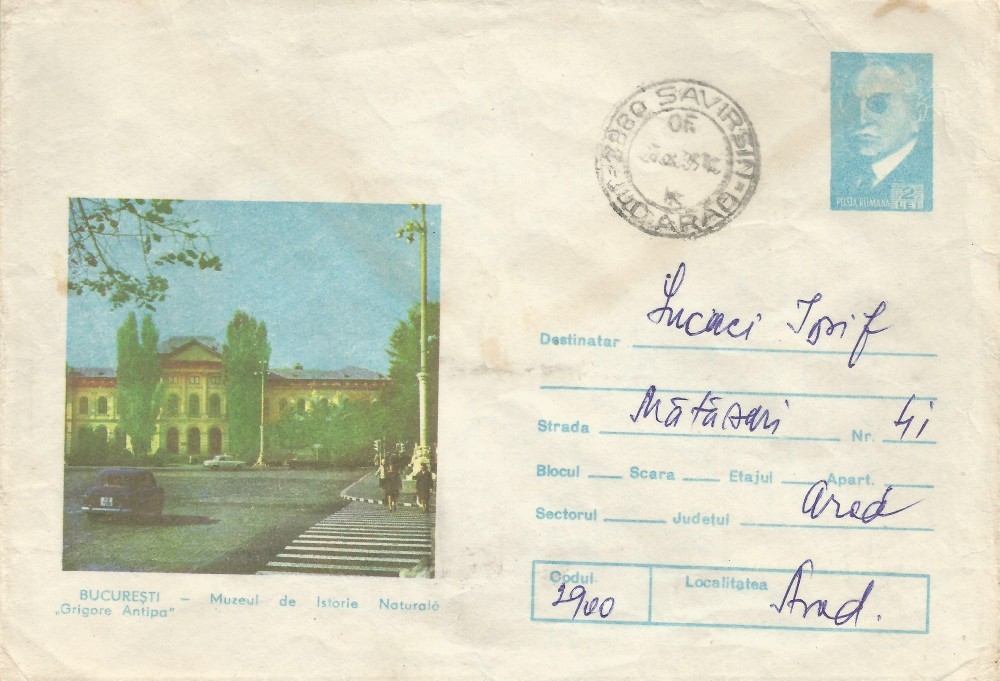 2880 SAVIRSIN
OF.
JUD. ARAD
POSTA ROMANA 2 LEI
Destinatar Lucaci Iosif
Strada Mătăsari Nr. 41
Blocul Scara Etajul Apart.
Sectorul Judetul Arad
Codul 2900 Localitatea Arad.
BUCUREȘTI – Muzeul de Istorie Naturală
„Grigore Antipa"